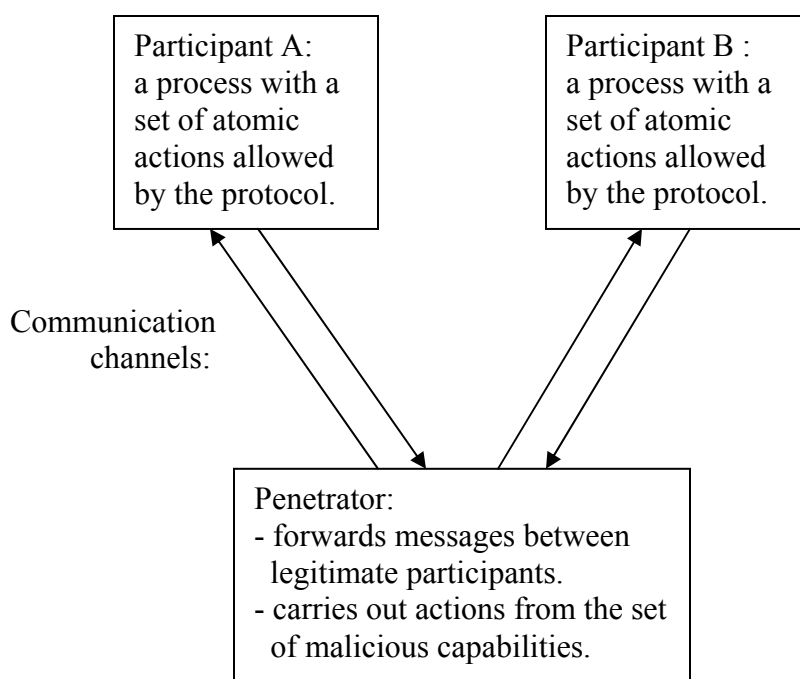 Participant A:
a process with a
set of atomic
actions allowed
by the protocol.
Participant B :
a process with a
set of atomic
actions allowed
by the protocol.
Communication
channels:
Penetrator:
- forwards messages between
legitimate participants.
- carries out actions from the set
of malicious capabilities.